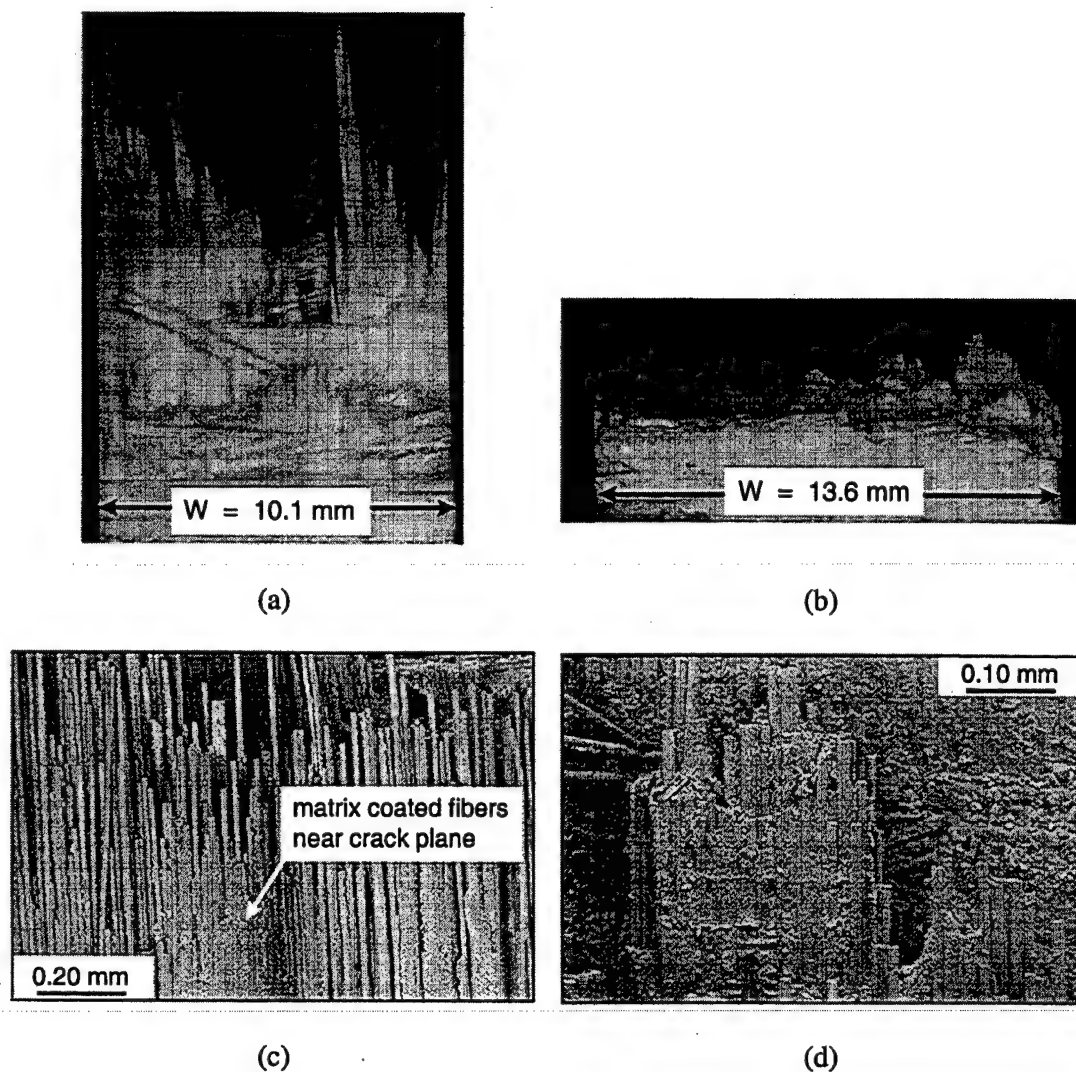 W = 10.1 mm
W = 13.6 mm
(a)
(b)
matrix coated fibers
near crack plane
0.20 mm
0.10 mm
(c)
(d)